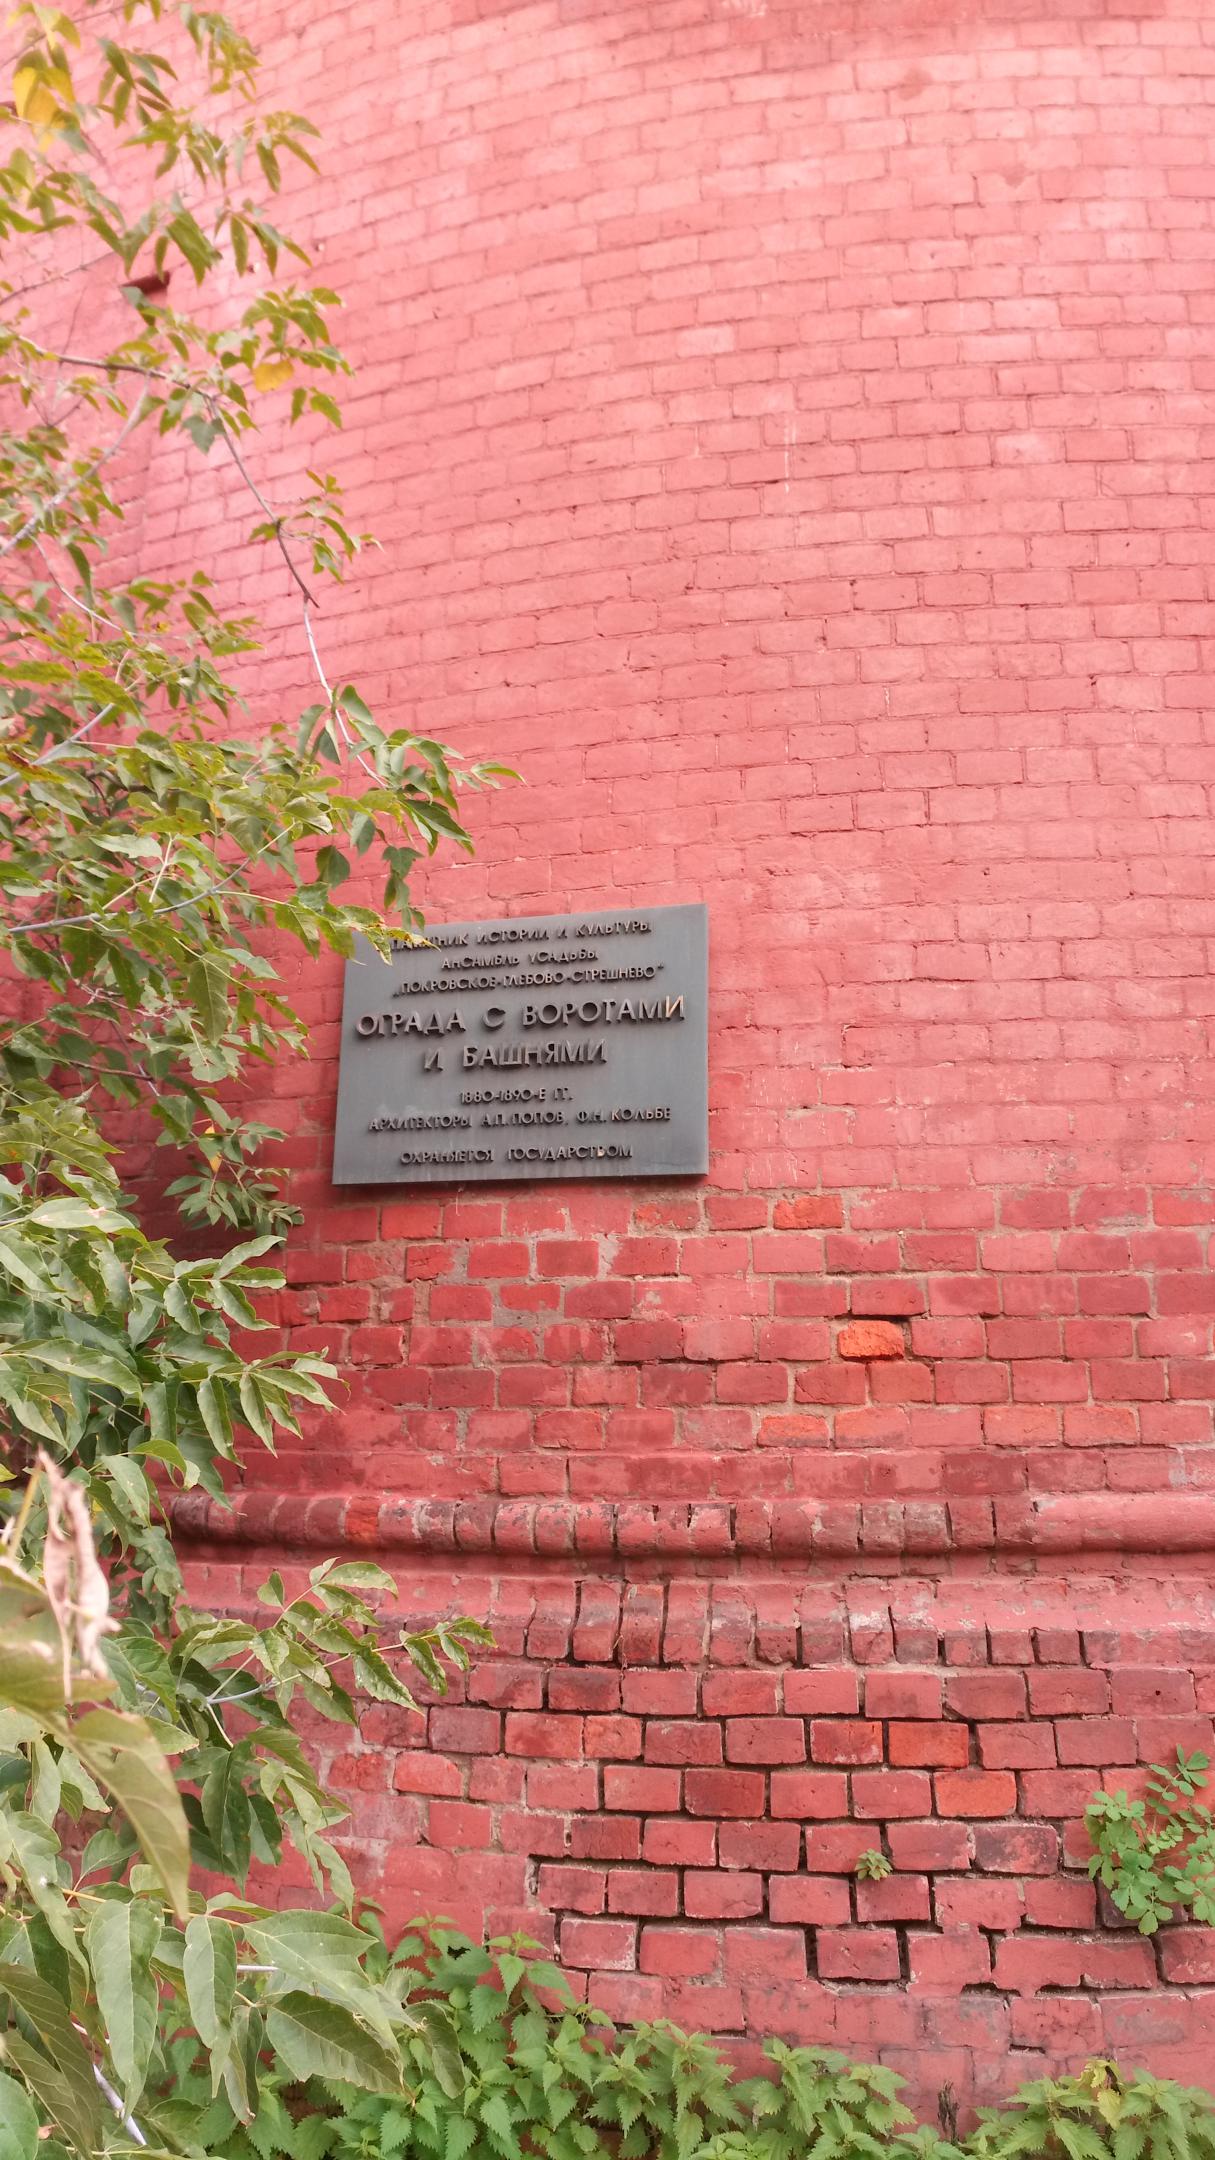 ПАМЯТНИК ИСТОРИИ И КУЛЬТУРЫ
АНСАМБЛЬ УСАДЬБЫ
„ПОКРОВСКОЕ-ГЛЕБОВО-СТРЕШНЕВО"
ОГРАДА С ВОРОТАМИ
И БАШНЯМИ
1880-1890-Е ГГ.
АРХИТЕКТОРЫ А.П. ПОПОВ, Ф.Н. КОЛЬБЕ
ОХРАНЯЕТСЯ ГОСУДАРСТВОМ